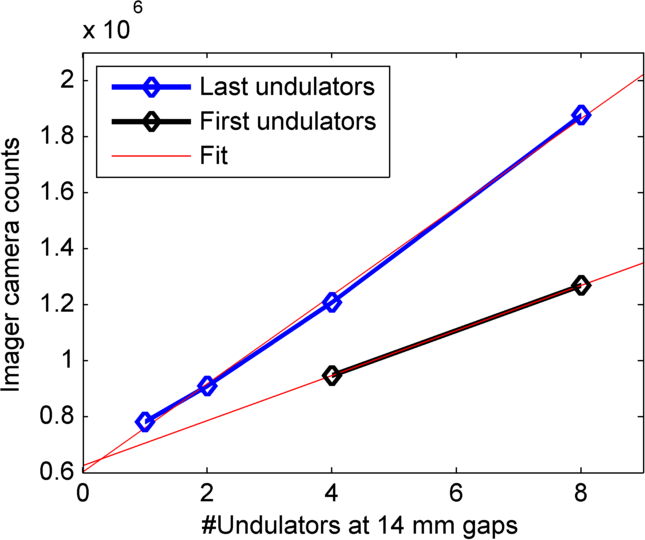 x 10^6
2
1.8
1.6
1.4
1.2
1
0.8
0.6
0 2 4 6 8
Imager camera counts
#Undulators at 14 mm gaps
Last undulators
First undulators
Fit